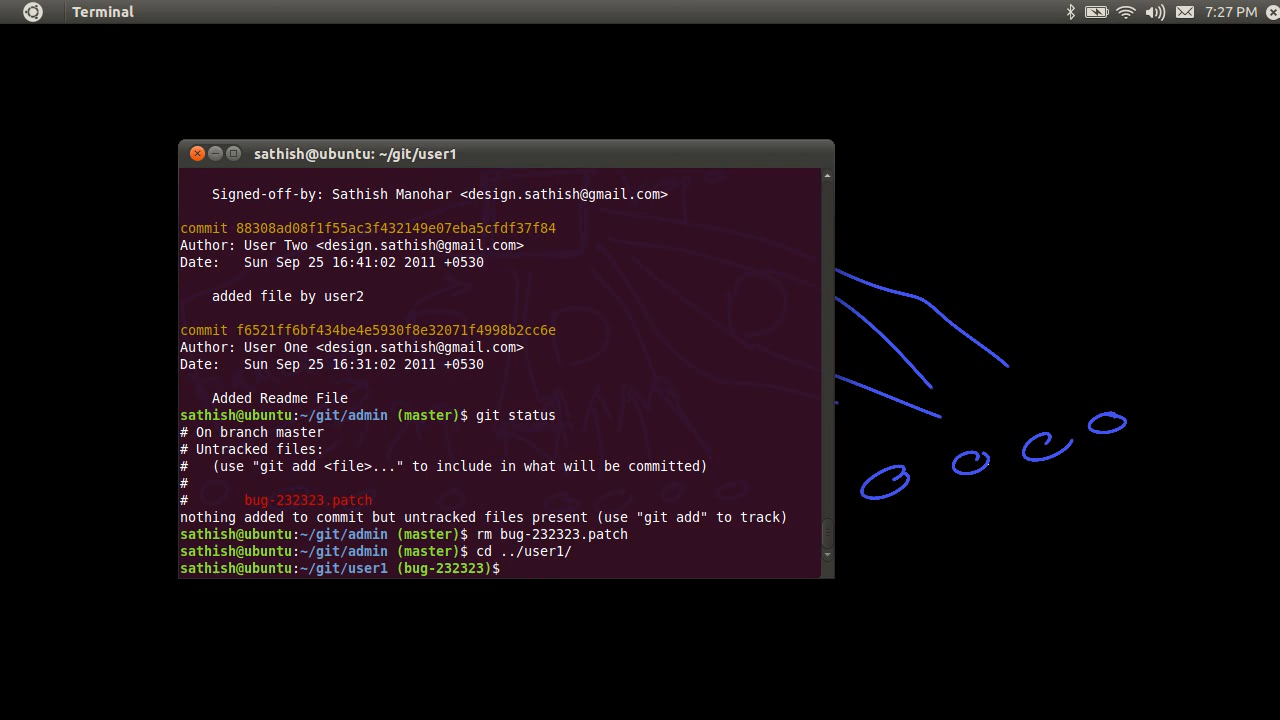 Terminal
7:27 PM
sathish@ubuntu: ~/git/user1
Signed-off-by: Sathish Manohar <design.sathish@gmail.com>
commit 88308ad08f1f55ac3f432149e07eba5cfdf37f84
Author: User Two <design.sathish@gmail.com>
Date:   Sun Sep 25 16:41:02 2011 +0530
added file by user2
commit f6521ff6bf434be4e5930f8e32071f4998b2cc6e
Author: User One <design.sathish@gmail.com>
Date:   Sun Sep 25 16:31:02 2011 +0530
Added Readme File
sathish@ubuntu:~/git/admin (master)$ git status
# On branch master
# Untracked files:
#   (use "git add <file>..." to include in what will be committed)
#
#       bug-232323.patch
nothing added to commit but untracked files present (use "git add" to track)
sathish@ubuntu:~/git/admin (master)$ rm bug-232323.patch
sathish@ubuntu:~/git/admin (master)$ cd ../user1/
sathish@ubuntu:~/git/user1 (bug-232323)$